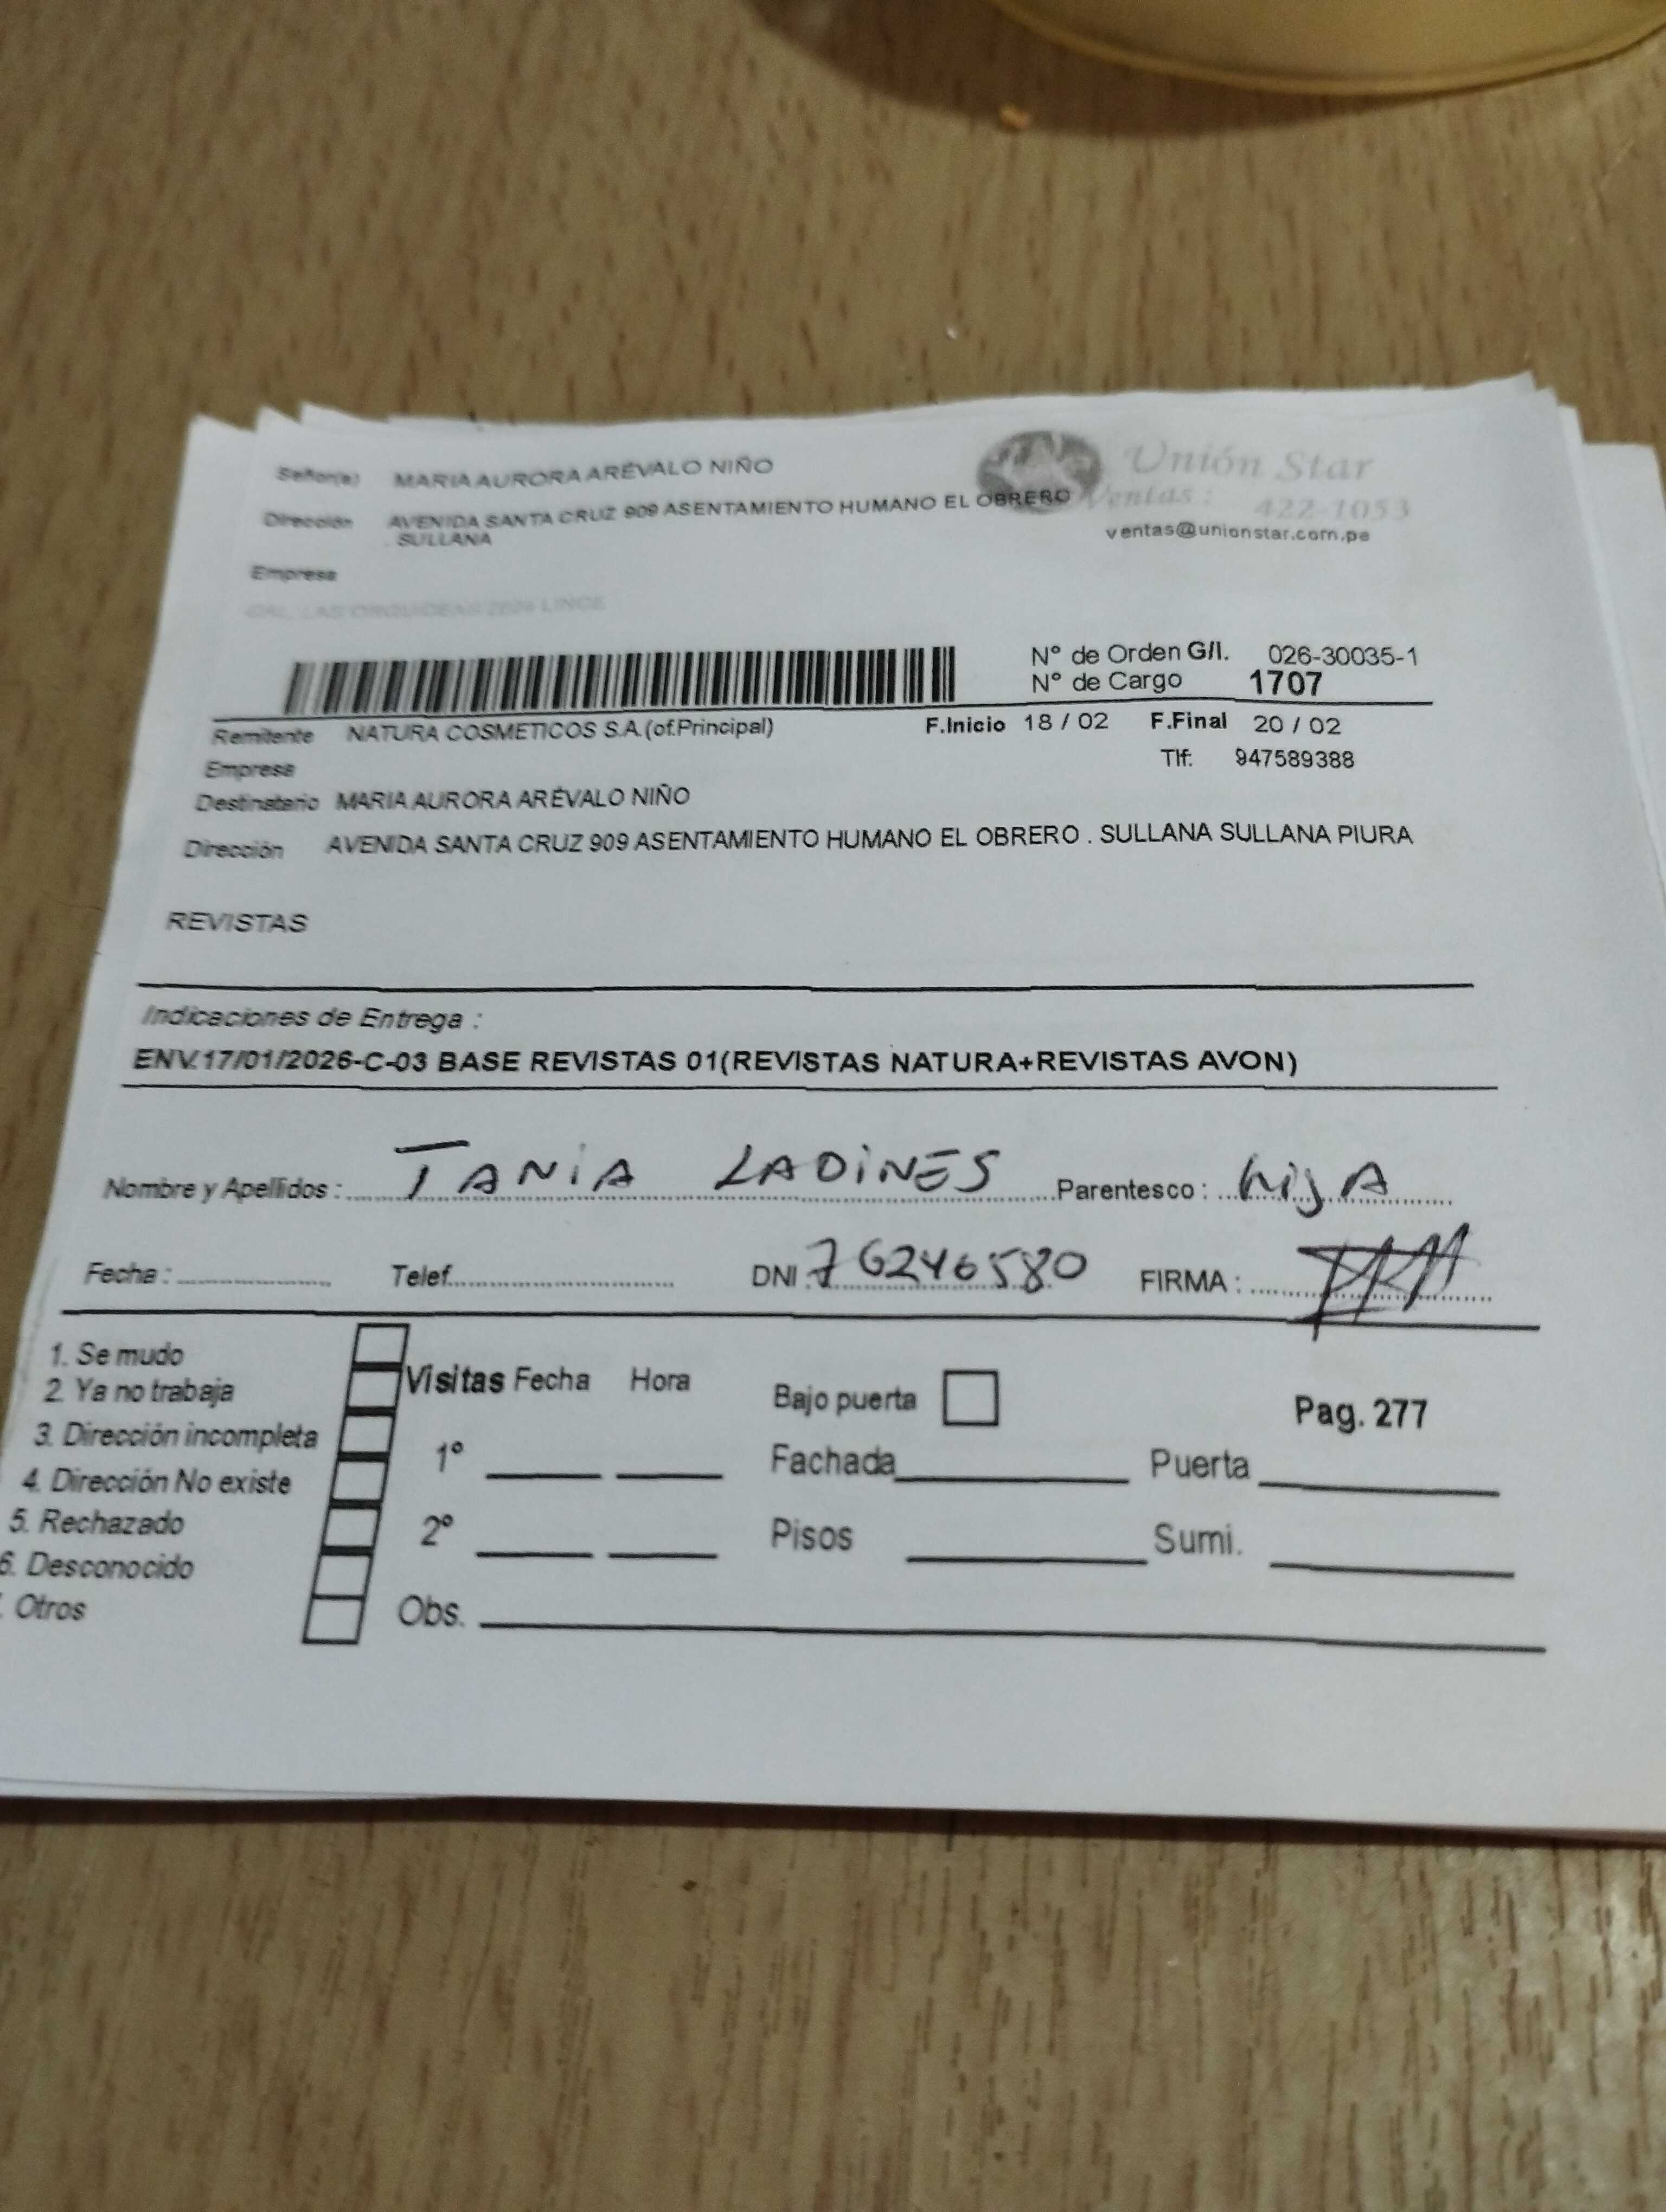 Señor(a) MARIA AURORA ARÉVALO NIÑO
Unión Star
Dirección AVENIDA SANTA CRUZ 909 ASENTAMIENTO HUMANO EL OBRERO
Ventas : 422-1053
. SULLANA
ventas@unionstar.com.pe
Empresa
LINCE
Nº de Orden G/l. 026-30035-1
Nº de Cargo 1707
Remitente NATURA COSMETICOS S.A.(of.Principal) F.Inicio 18 / 02 F.Final 20 / 02
Empresa Tlf: 947589388
Destinatario MARIA AURORA ARÉVALO NIÑO
Dirección AVENIDA SANTA CRUZ 909 ASENTAMIENTO HUMANO EL OBRERO . SULLANA SULLANA PIURA
REVISTAS
Indicaciones de Entrega :
ENV.17/01/2026-C-03 BASE REVISTAS 01(REVISTAS NATURA+REVISTAS AVON)
Nombre y Apellidos : TANIA LADINES Parentesco : hijA
Fecha : Telef. DNI : 76246580 FIRMA :
1. Se mudo
2. Ya no trabaja
3. Dirección incompleta
4. Dirección No existe
5. Rechazado
6. Desconocido
. Otros
Visitas Fecha Hora
1º
2º
Obs.
Bajo puerta
Pag. 277
Fachada Puerta
Pisos Sumi.